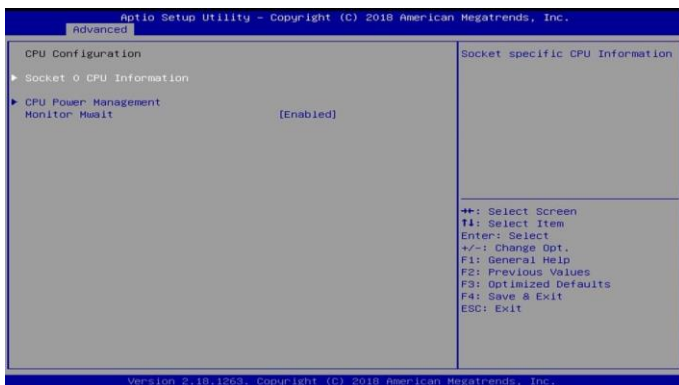 Aptio Setup Utility – Copyright (C) 2018 American Megatrends, Inc.
Advanced
CPU Configuration
Socket 0 CPU Information
CPU Power Management
Monitor Mwait [Enabled]
Socket specific CPU Information
→←: Select Screen
↑↓: Select Item
Enter: Select
+/-: Change Opt.
F1: General Help
F2: Previous Values
F3: Optimized Defaults
F4: Save & Exit
ESC: Exit
Version 2.18.1263. Copyright (C) 2018 American Megatrends, Inc.